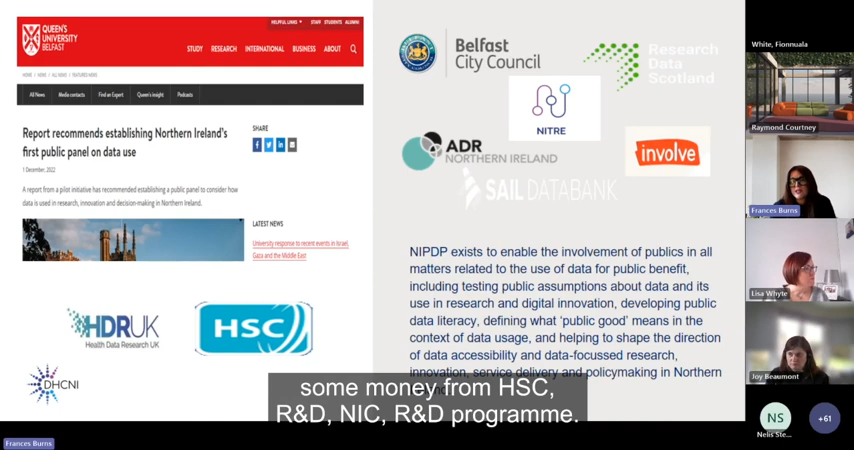 QUEEN'S
UNIVERSITY
BELFAST
HELPFUL LINKS
STAFF STUDENTS ALUMNI
STUDY RESEARCH INTERNATIONAL BUSINESS ABOUT
HOME / NEWS / ALL NEWS / FEATURED NEWS
All News Media contacts Find an Expert Queen's insight Podcasts
Report recommends establishing Northern Ireland's
first public panel on data use
1 December, 2022
A report from a pilot initiative has recommended establishing a public panel to consider how
data is used in research, innovation and decision-making in Northern Ireland.
SHARE
LATEST NEWS
University response to recent events in Israel,
Gaza and the Middle East
HDRUK
Health Data Research UK
HSC
DHCNI
Belfast
City Council
Research
Data
Scotland
NITRE
ADR
NORTHERN IRELAND
involve
SAIL DATABANK
NIPDP exists to enable the involvement of publics in all
matters related to the use of data for public benefit,
including testing public assumptions about data and its
use in research and digital innovation, developing public
data literacy, defining what 'public good' means in the
context of data usage, and helping to shape the direction
of data accessibility and data-focussed research,
innovation, service delivery and policymaking in Northern
some money from HSC,
R&D, NIC, R&D programme.
White, Fionnuala
Raymond Courtney
Frances Burns
Lisa Whyte
Joy Beaumont
NS
Nelis Ste...
+61
Frances Burns